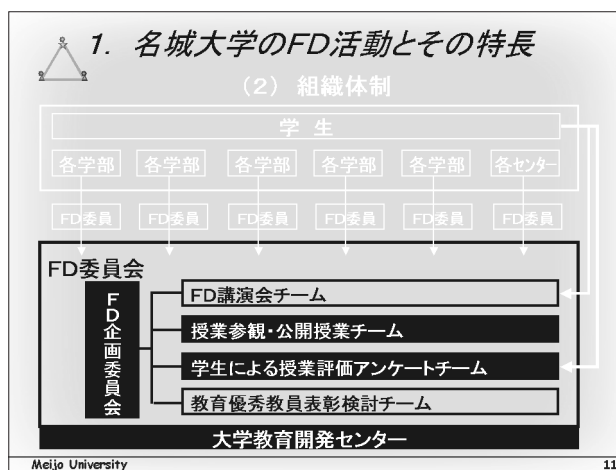 1. 名城大学のFD活動とその特長
(2) 組織体制
学 生
各学部 各学部 各学部 各学部 各学部 各センター
FD委員 FD委員 FD委員 FD委員 FD委員 FD委員
FD委員会
FD企画委員会
FD講演会チーム
授業参観・公開授業チーム
学生による授業評価アンケートチーム
教育優秀教員表彰検討チーム
大学教育開発センター
Meijo University 11